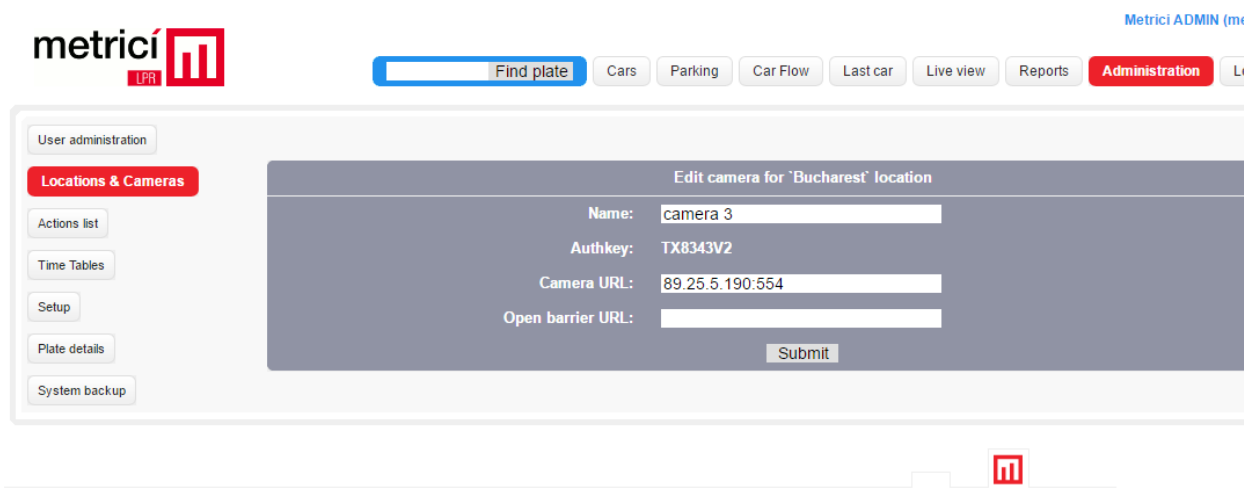 Metrici ADMIN
metricí
LPR
Find plate Cars Parking Car Flow Last car Live view Reports Administration
User administration
Locations & Cameras
Edit camera for `Bucharest` location
Name: camera 3
Actions list
Authkey: TX8343V2
Time Tables
Camera URL: 89.25.5.190:554
Setup
Open barrier URL:
Plate details
Submit
System backup